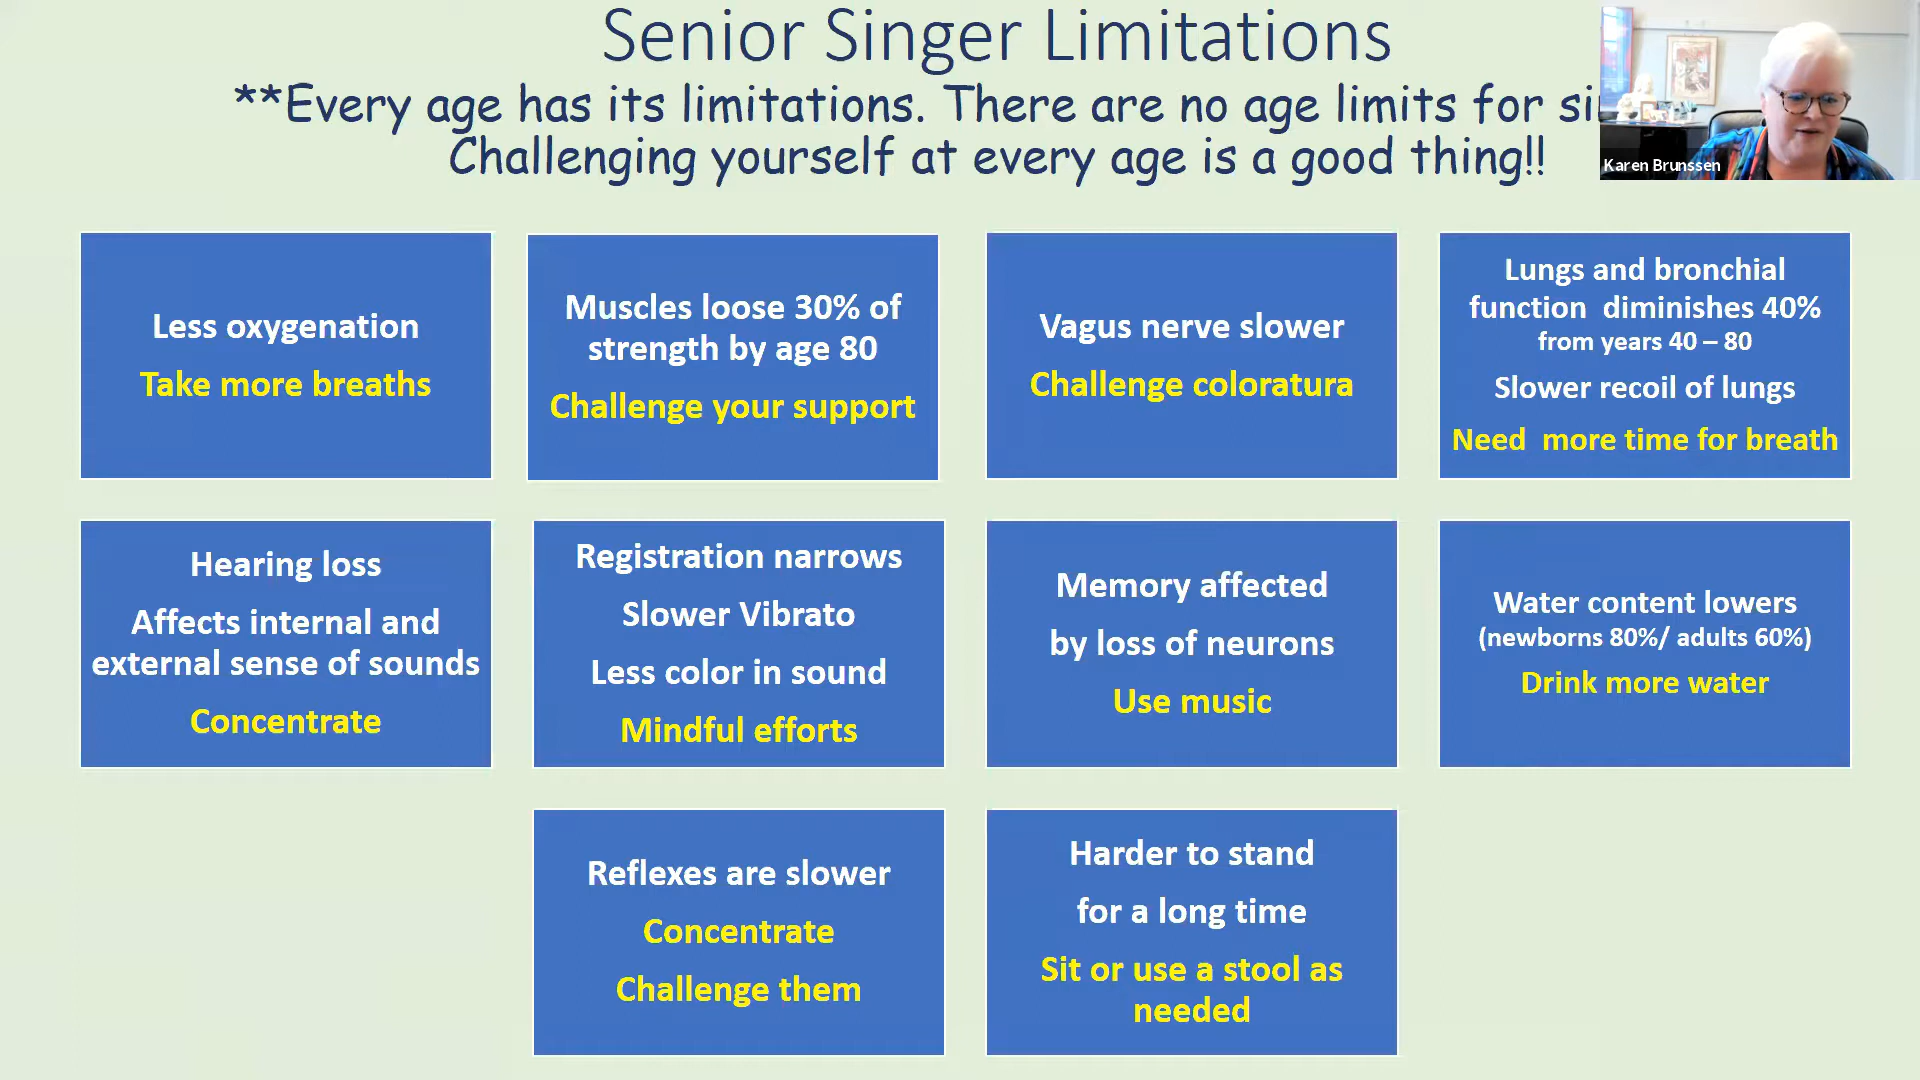 Senior Singer Limitations
**Every age has its limitations. There are no age limits for
Challenging yourself at every age is a good thing!!
Karen Brunssen
Less oxygenation
Take more breaths
Muscles loose 30% of
strength by age 80
Challenge your support
Vagus nerve slower
Challenge coloratura
Lungs and bronchial
function diminishes 40%
from years 40 – 80
Slower recoil of lungs
Need more time for breath
Hearing loss
Affects internal and
external sense of sounds
Concentrate
Registration narrows
Slower Vibrato
Less color in sound
Mindful efforts
Memory affected
by loss of neurons
Use music
Water content lowers
(newborns 80%/ adults 60%)
Drink more water
Reflexes are slower
Concentrate
Challenge them
Harder to stand
for a long time
Sit or use a stool as
needed